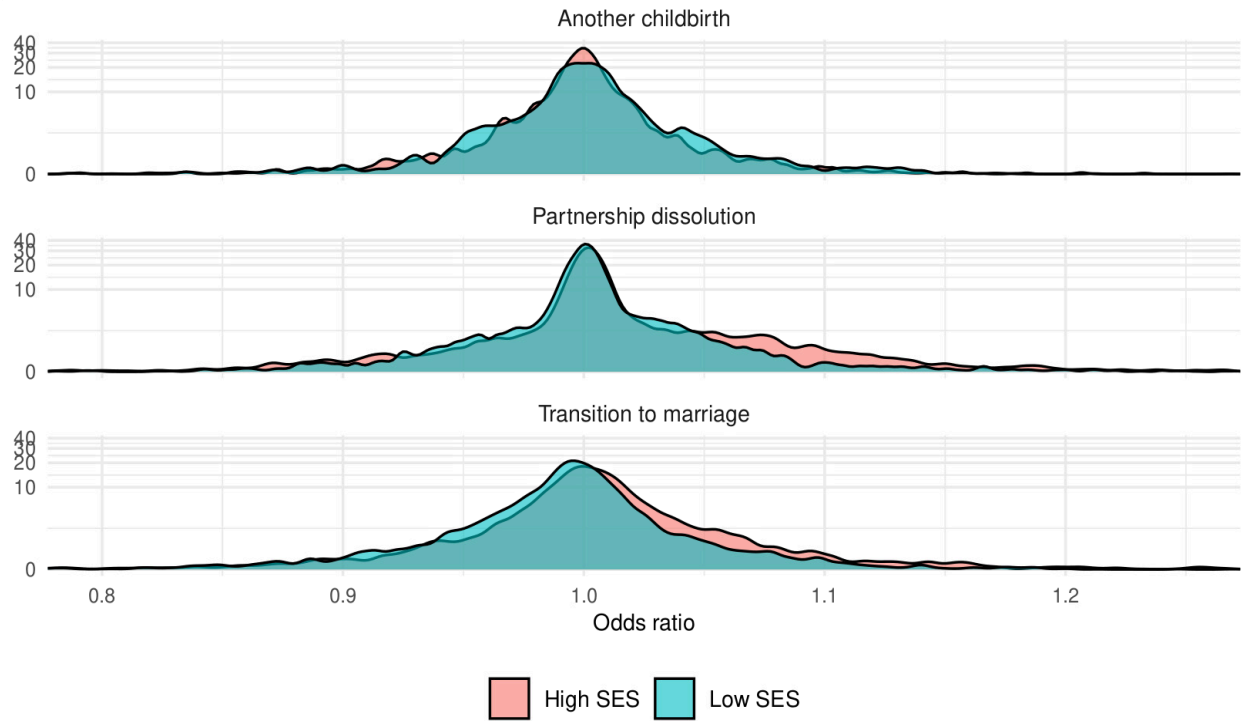 Another childbirth
40
30
20
10
0
Partnership dissolution
40
30
20
10
0
Transition to marriage
40
30
20
10
0
0.8 0.9 1.0 1.1 1.2
Odds ratio
High SES Low SES